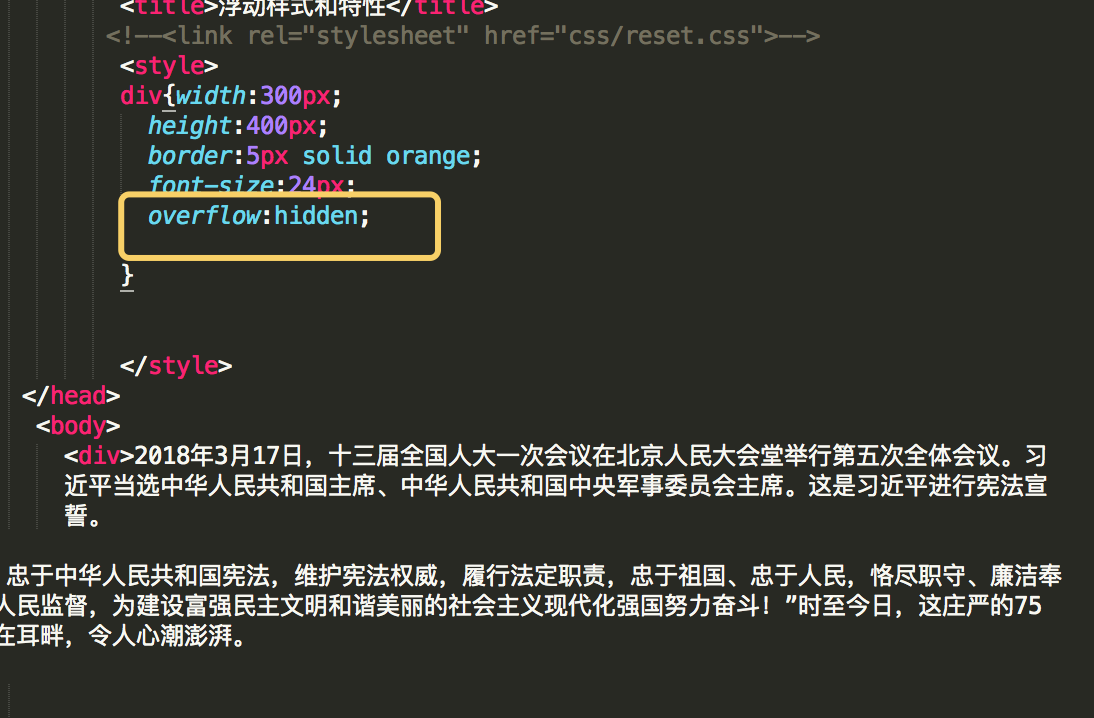 <title>浮动样式和特性</title>
<!--<link rel="stylesheet" href="css/reset.css">-->
<style>
div{width:300px;
height:400px;
border:5px solid orange;
font-size:24px;
overflow:hidden;
}
</style>
</head>
<body>
<div>2018年3月17日，十三届全国人大一次会议在北京人民大会堂举行第五次全体会议。习
近平当选中华人民共和国主席、中华人民共和国中央军事委员会主席。这是习近平进行宪法宣
誓。
忠于中华人民共和国宪法，维护宪法权威，履行法定职责，忠于祖国、忠于人民，恪尽职守、廉洁奉
人民监督，为建设富强民主文明和谐美丽的社会主义现代化强国努力奋斗！”时至今日，这庄严的75
在耳畔，令人心潮澎湃。